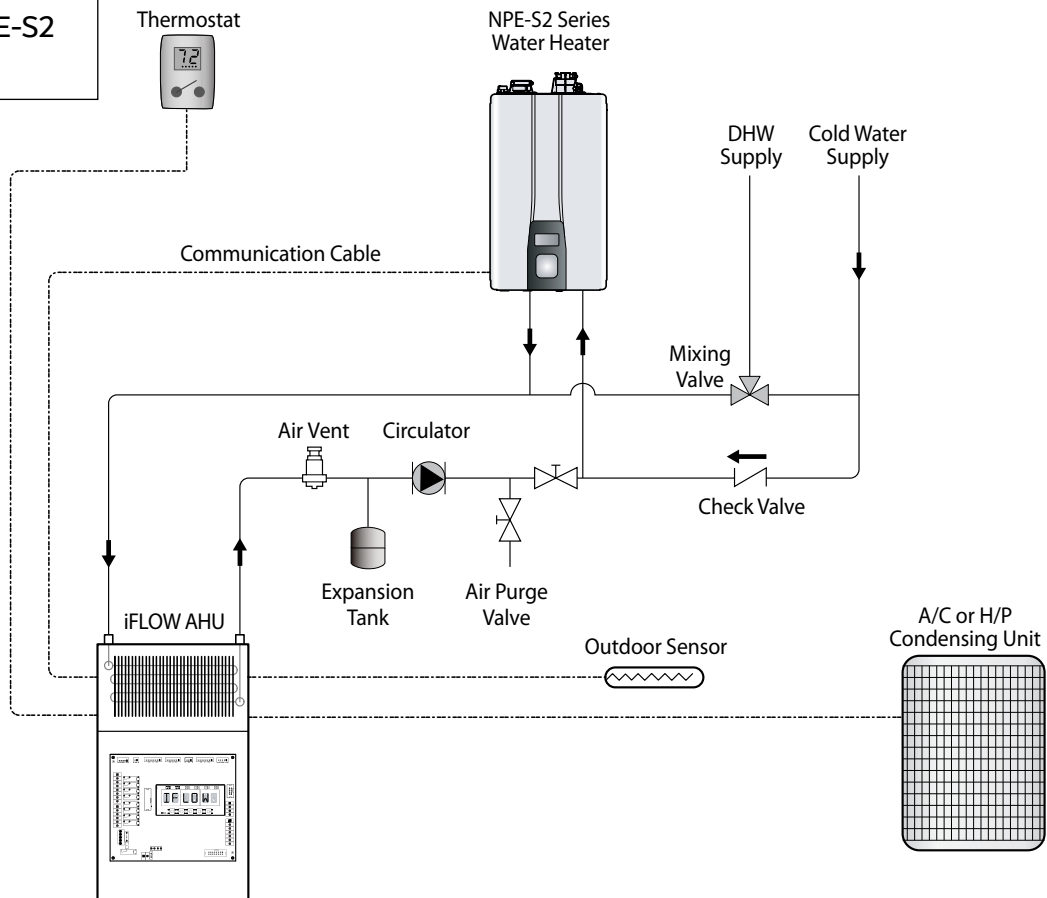 E-S2
Thermostat
72
NPE-S2 Series
Water Heater
DHW
Supply
Cold Water
Supply
Communication Cable
Mixing
Valve
Air Vent
Circulator
Check Valve
Expansion
Tank
Air Purge
Valve
iFLOW AHU
Outdoor Sensor
A/C or H/P
Condensing Unit